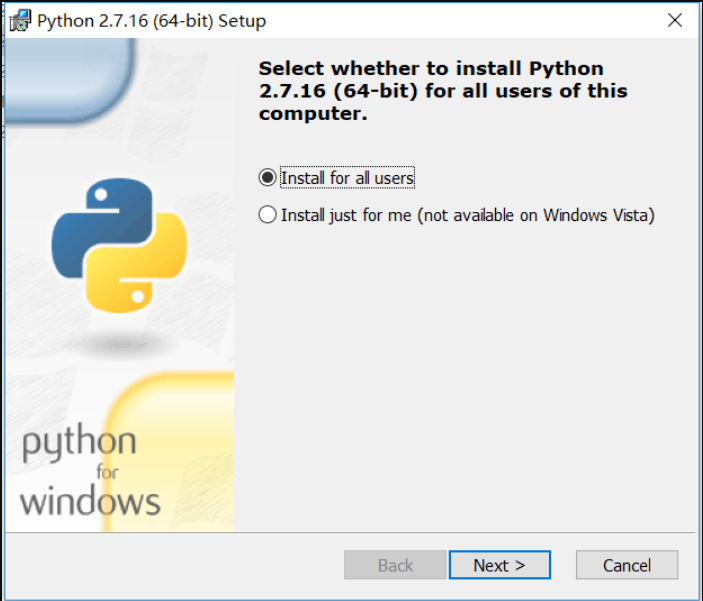 Python 2.7.16 (64-bit) Setup
Select whether to install Python
2.7.16 (64-bit) for all users of this
computer.
Install for all users
Install just for me (not available on Windows Vista)
python
for
windows
Back
Next >
Cancel